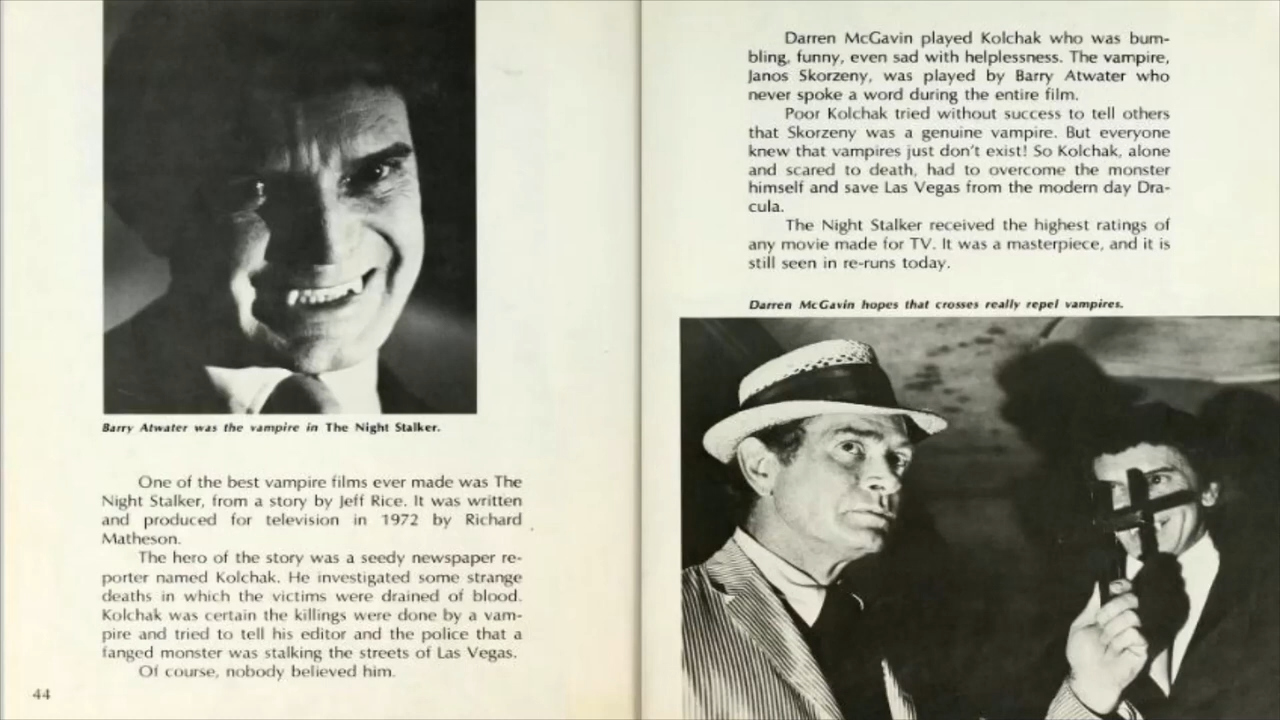 Barry Atwater was the vampire in The Night Stalker.
One of the best vampire films ever made was The
Night Stalker, from a story by Jeff Rice. It was written
and produced for television in 1972 by Richard
Matheson.
The hero of the story was a seedy newspaper re-
porter named Kolchak. He investigated some strange
deaths in which the victims were drained of blood.
Kolchak was certain the killings were done by a vam-
pire and tried to tell his editor and the police that a
fanged monster was stalking the streets of Las Vegas.
Of course, nobody believed him.
44
Darren McGavin played Kolchak who was bum-
bling, funny, even sad with helplessness. The vampire,
Janos Skorzeny, was played by Barry Atwater who
never spoke a word during the entire film.
Poor Kolchak tried without success to tell others
that Skorzeny was a genuine vampire. But everyone
knew that vampires just don't exist! So Kolchak, alone
and scared to death, had to overcome the monster
himself and save Las Vegas from the modern day Dra-
cula.
The Night Stalker received the highest ratings of
any movie made for TV. It was a masterpiece, and it is
still seen in re-runs today.
Darren McGavin hopes that crosses really repel vampires.